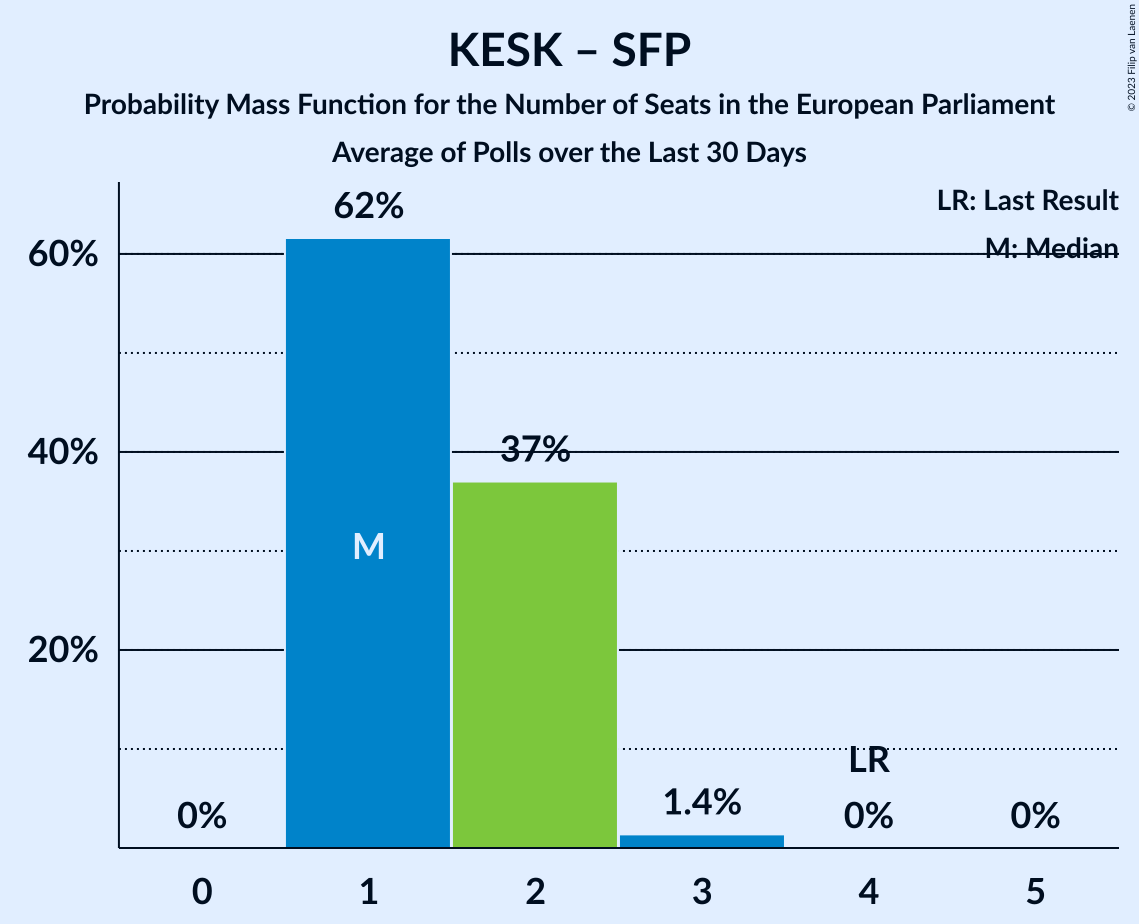 KESK – SFP
Probability Mass Function for the Number of Seats in the European Parliament
Average of Polls over the Last 30 Days
© 2023 Filip van Laenen
LR: Last Result
M: Median
60%
40%
20%
0%
62%
M
37%
1.4%
LR
0%
0%
0
1
2
3
4
5